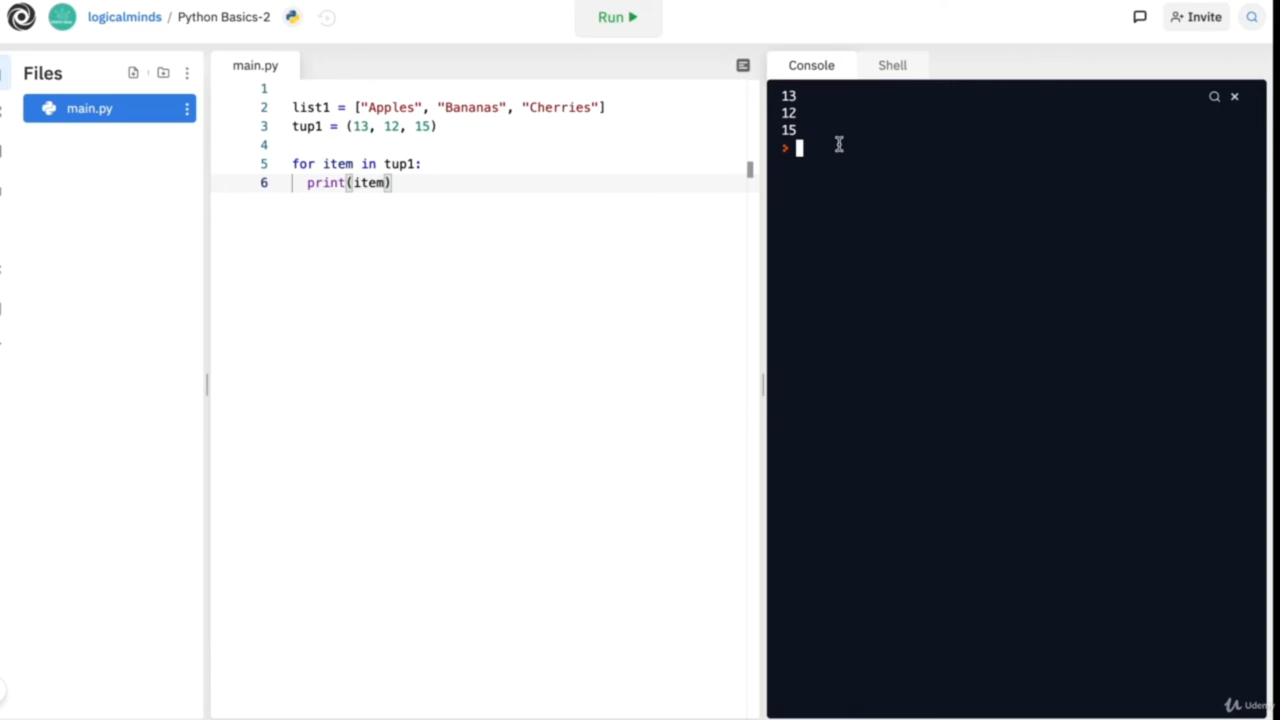 logicalminds / Python Basics-2
Run
Invite
Files
main.py
main.py
1
2 list1 = ["Apples", "Bananas", "Cherries"]
3 tup1 = (13, 12, 15)
4
5 for item in tup1:
6 print(item)
Console Shell
13
12
15
>
Udemy